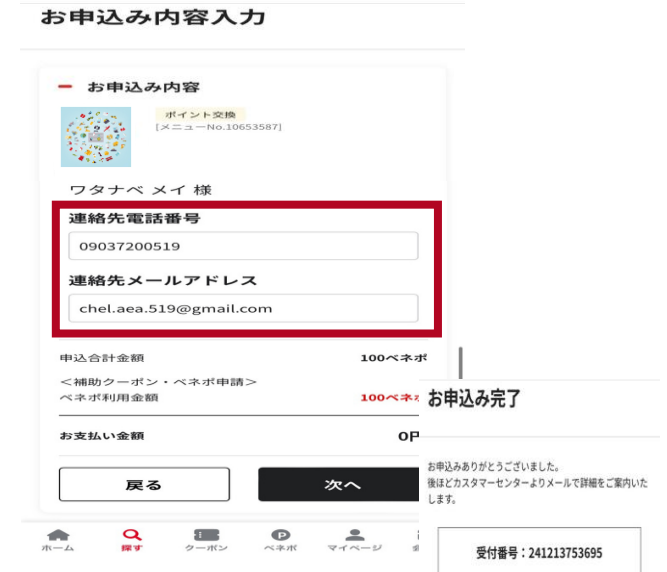 お申込み内容入力
お申込み内容
ポイント交換
[メニューNo.10653587]
ワタナベ メイ 様
連絡先電話番号
09037200519
連絡先メールアドレス
chel.aea.519@gmail.com
申込合計金額 100ベネポ
<補助クーポン・ベネポ申請>
ベネポ利用金額 100ベネ
お支払い金額 0P
戻る 次へ
ホーム 探す クーポン ベネポ マイページ
お申込み完了
お申込みありがとうございました。
後ほどカスタマーセンターよりメールで詳細をご案内いた
します。
受付番号：241213753695